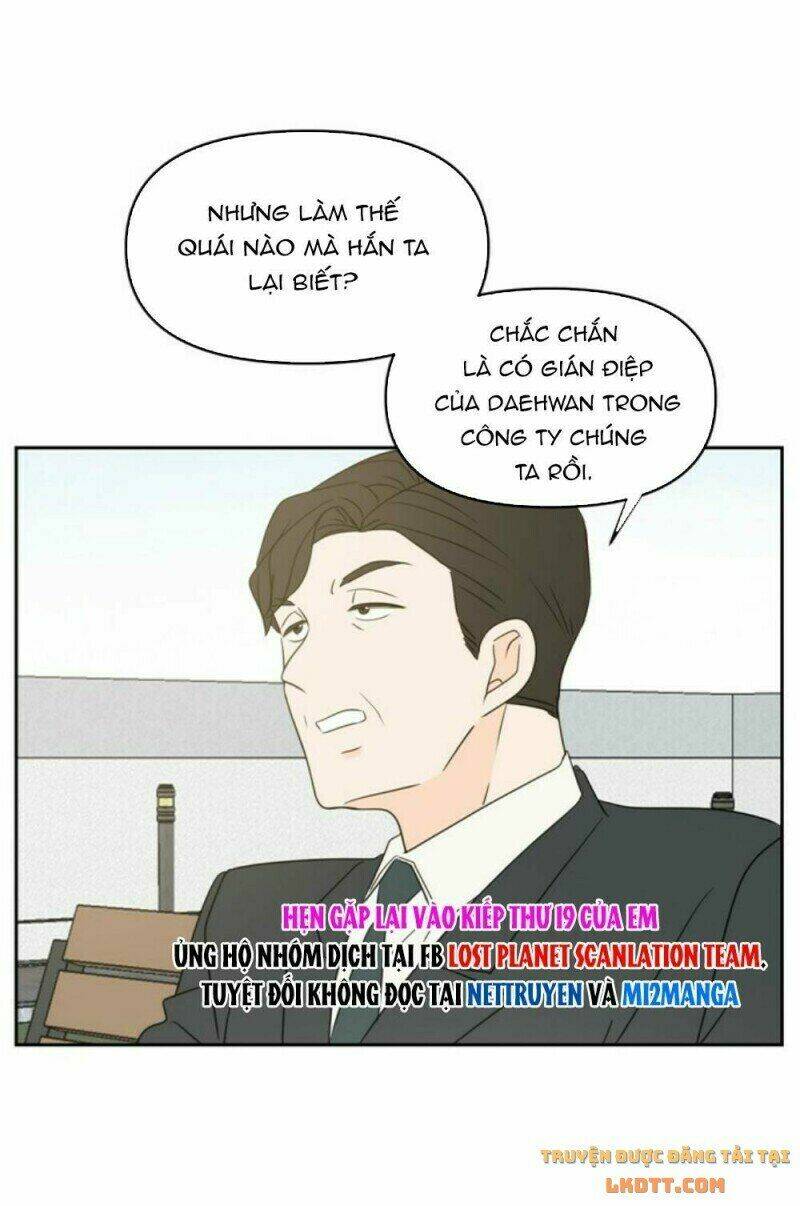 NHƯNG LÀM THẾ
QUÁI NÀO MÀ HẮN TA
LẠI BIẾT?
CHẮC CHẮN
LÀ CÓ GIÁN ĐIỆP
CỦA DAEHWAN TRONG
CÔNG TY CHÚNG
TA RỒI.
HẸN GẶP LẠI VÀO KIẾP THƯ 19 CỦA EM
ỦNG HỘ NHÓM DỊCH TẠI FB LOST PLANET SCANLATION TEAM.
TUYỆT ĐỐI KHÔNG ĐỌC TẠI NETTRUYEN VÀ MI2MANGA
TRUYỆN ĐƯỢC ĐĂNG TẢI TẠI
LKDTT.COM